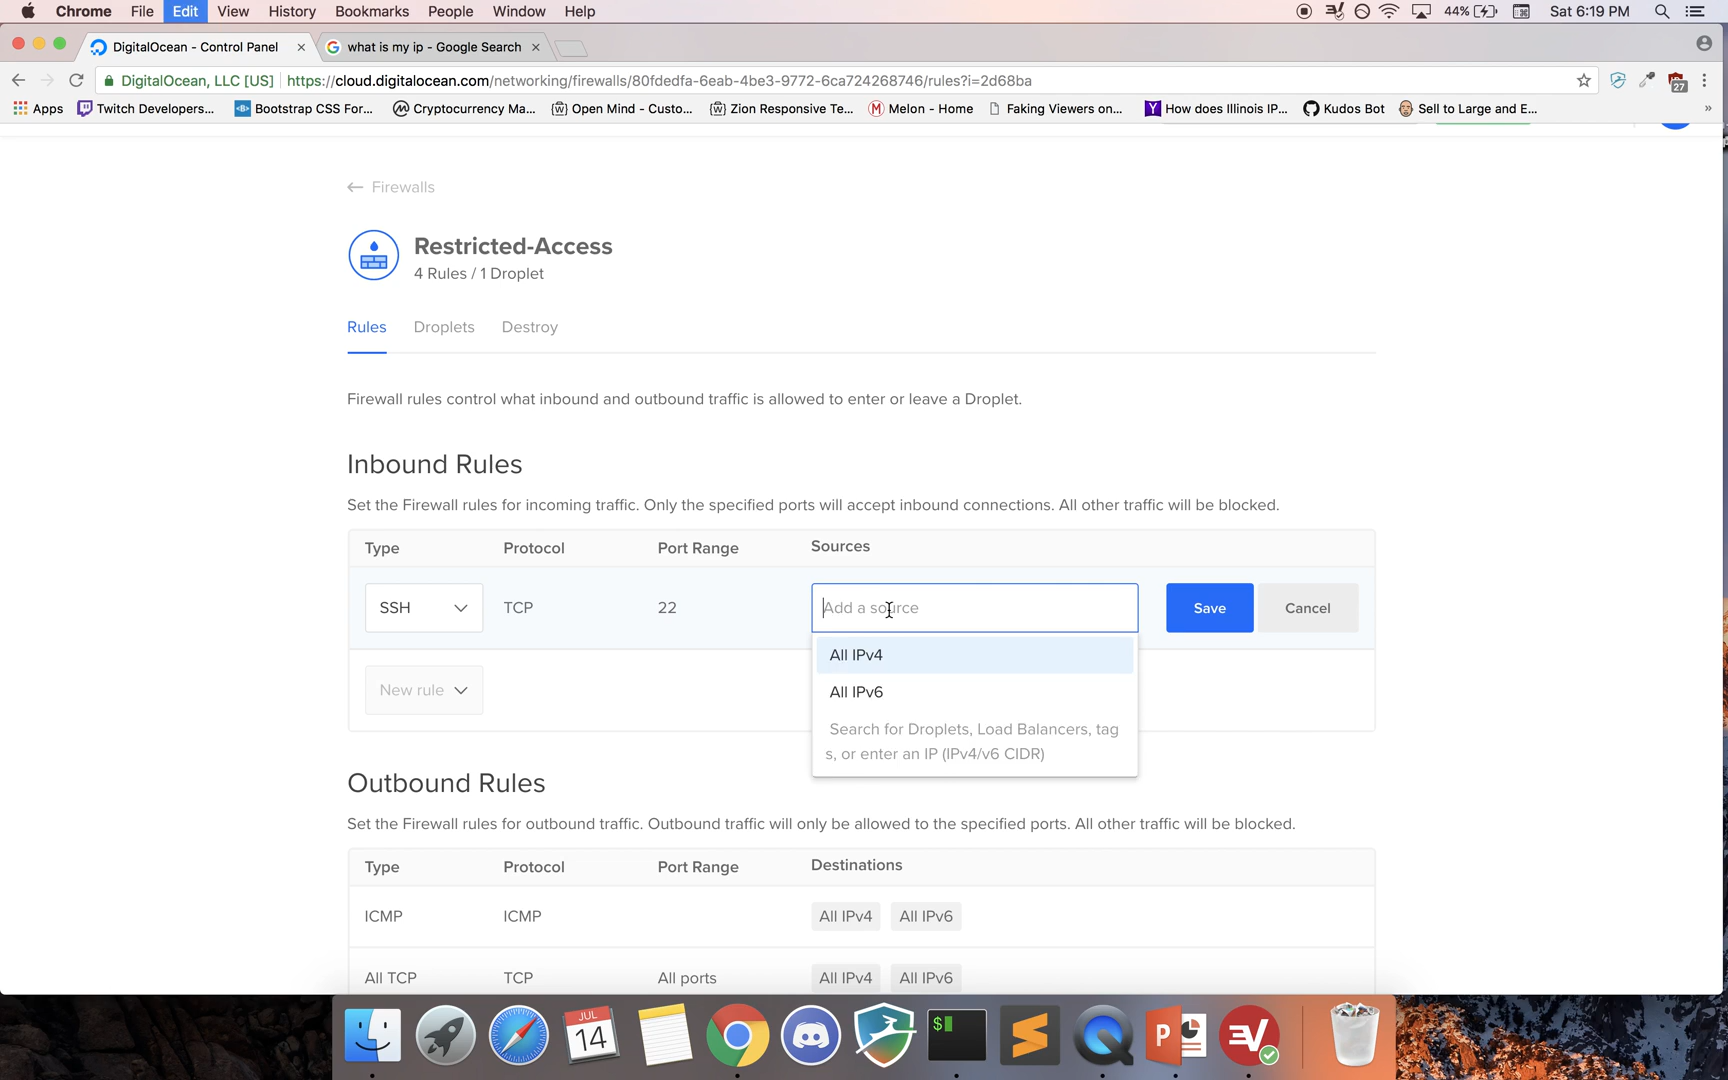 Chrome File Edit View History Bookmarks People Window Help 44% Sat 6:19 PM
DigitalOcean - Control Panel what is my ip - Google Search
DigitalOcean, LLC [US] https://cloud.digitalocean.com/networking/firewalls/80fdedfa-6eab-4be3-9772-6ca724268746/rules?i=2d68ba 27
Apps Twitch Developers... Bootstrap CSS For... Cryptocurrency Ma... Open Mind - Custo... Zion Responsive Te... Melon - Home Faking Viewers on... How does Illinois IP... Kudos Bot Sell to Large and E... »
Firewalls
Restricted-Access
4 Rules / 1 Droplet
Rules Droplets Destroy
Firewall rules control what inbound and outbound traffic is allowed to enter or leave a Droplet.
Inbound Rules
Set the Firewall rules for incoming traffic. Only the specified ports will accept inbound connections. All other traffic will be blocked.
Type Protocol Port Range Sources
SSH TCP 22 Add a source Save Cancel
All IPv4
New rule All IPv6
Search for Droplets, Load Balancers, tag
s, or enter an IP (IPv4/v6 CIDR)
Outbound Rules
Set the Firewall rules for outbound traffic. Outbound traffic will only be allowed to the specified ports. All other traffic will be blocked.
Type Protocol Port Range Destinations
ICMP ICMP All IPv4 All IPv6
All TCP TCP All ports All IPv4 All IPv6
JUL
14
$
P